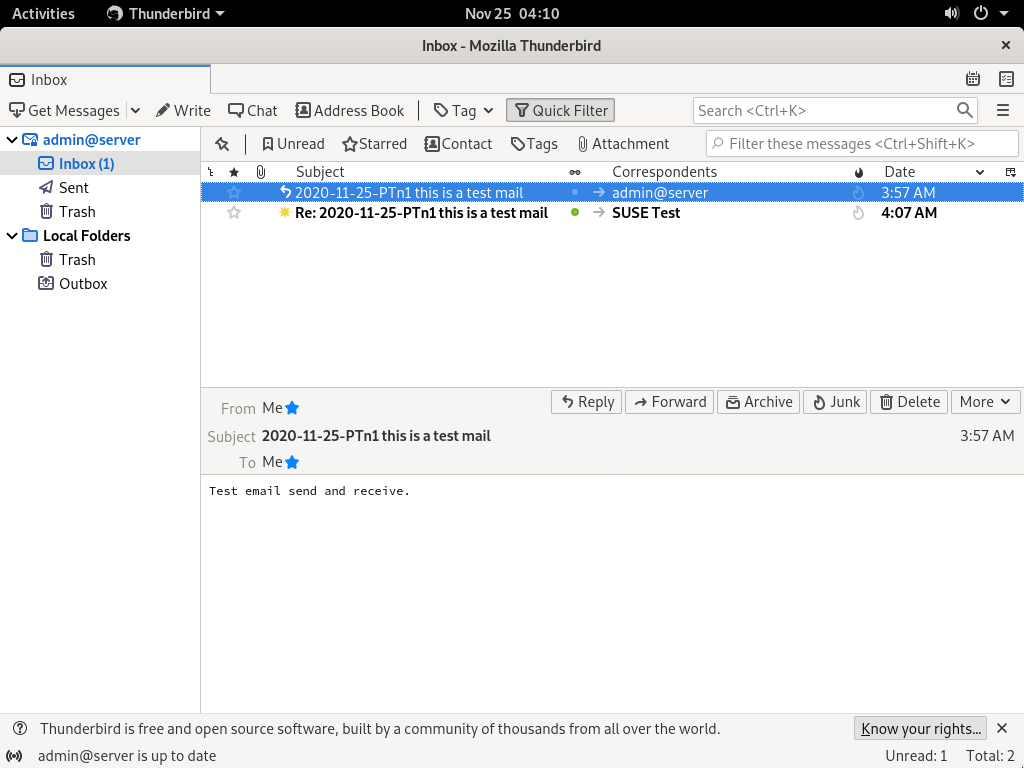 Activities Thunderbird Nov 25 04:10
Inbox - Mozilla Thunderbird
Inbox
Get Messages Write Chat Address Book Tag Quick Filter Search <Ctrl+K>
admin@server
Inbox (1)
Sent
Trash
Local Folders
Trash
Outbox
Unread Starred Contact Tags Attachment Filter these messages <Ctrl+Shift+K>
Subject Correspondents Date
2020-11-25-PTn1 this is a test mail admin@server 3:57 AM
Re: 2020-11-25-PTn1 this is a test mail SUSE Test 4:07 AM
From Me Reply Forward Archive Junk Delete More
Subject 2020-11-25-PTn1 this is a test mail 3:57 AM
To Me
Test email send and receive.
Thunderbird is free and open source software, built by a community of thousands from all over the world. Know your rights...
admin@server is up to date Unread: 1 Total: 2